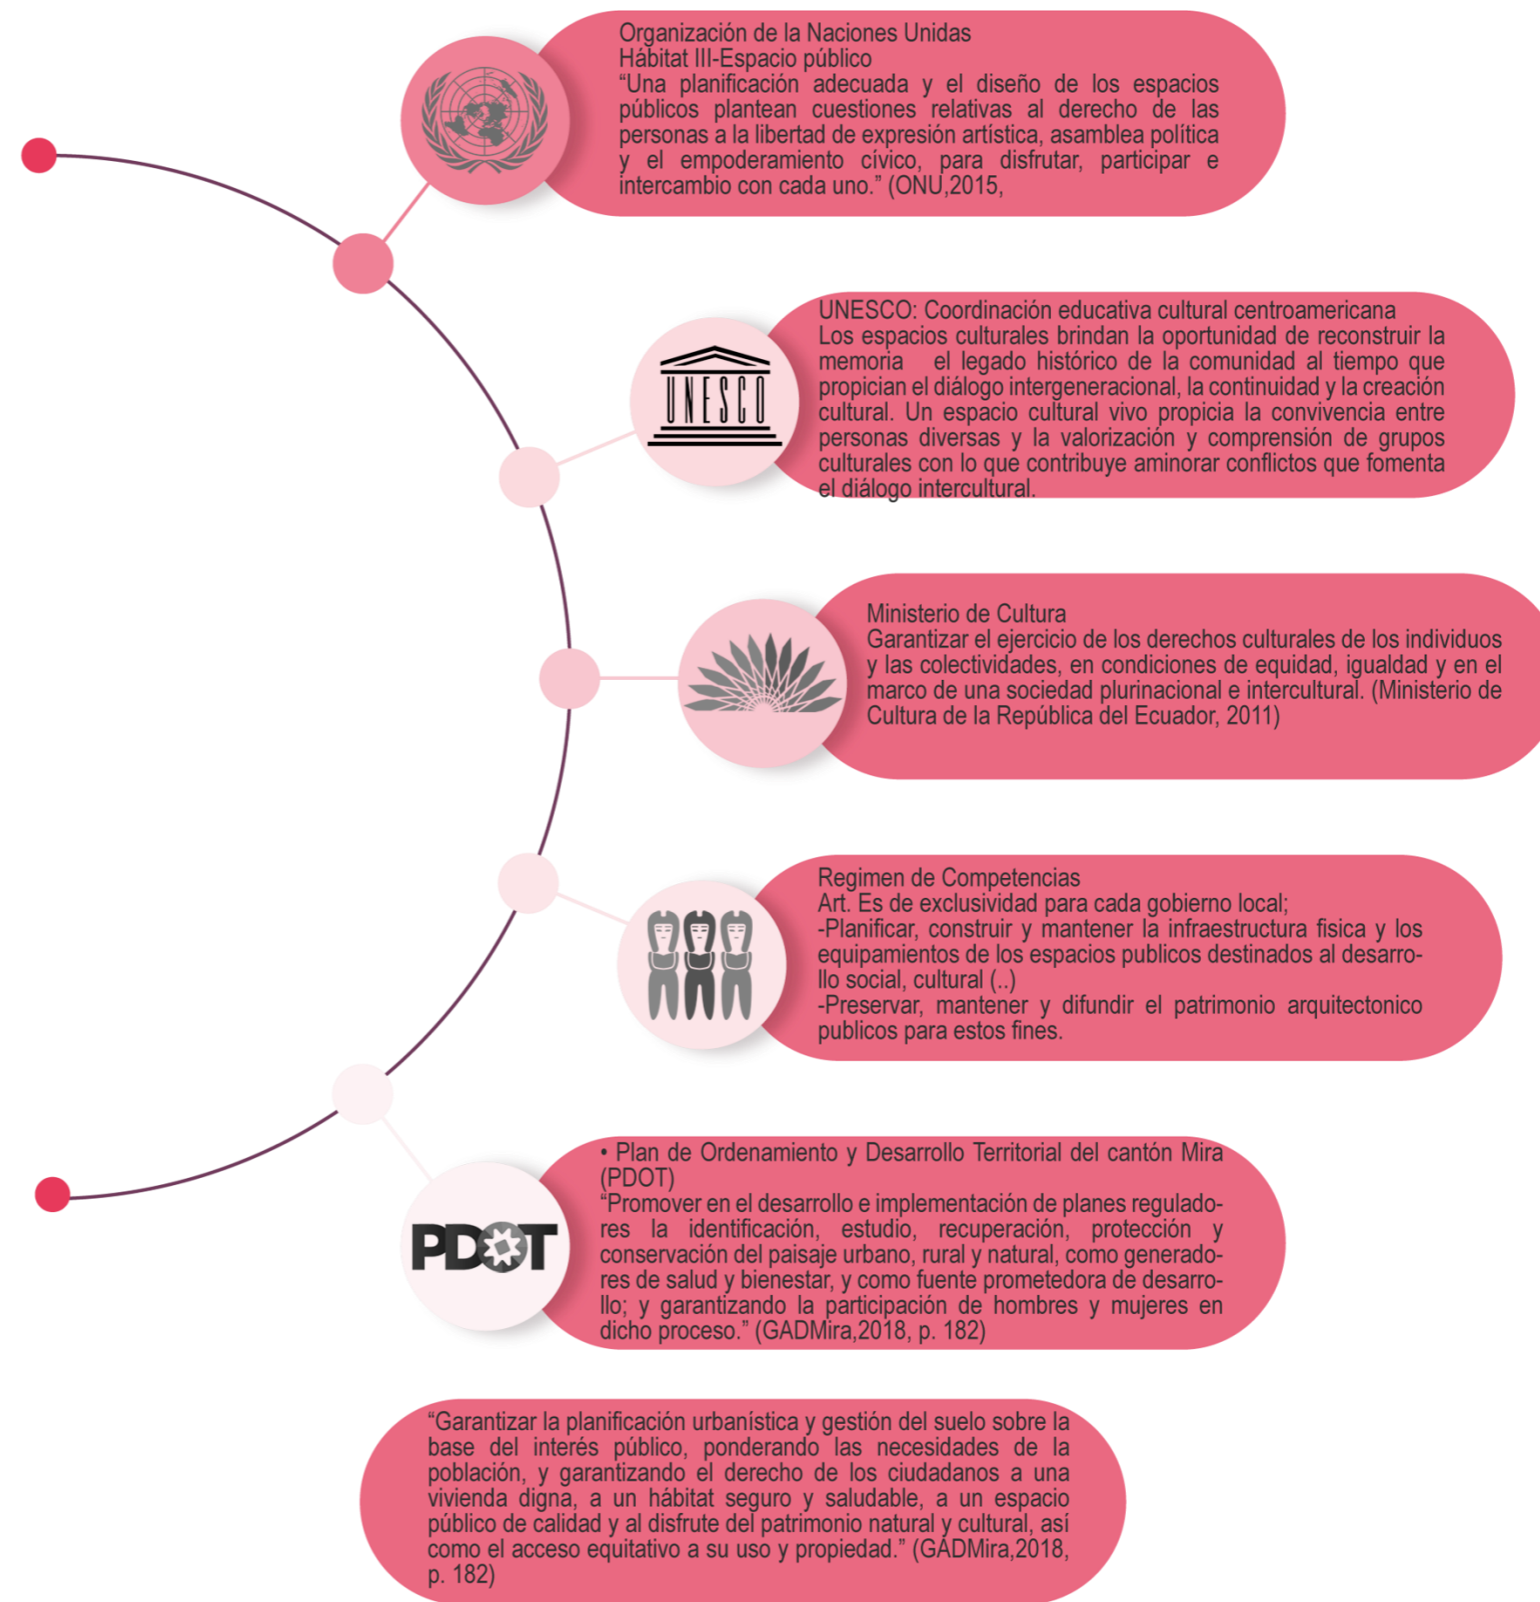 Organización de la Naciones Unidas
Hábitat III-Espacio público
“Una planificación adecuada y el diseño de los espacios
públicos plantean cuestiones relativas al derecho de las
personas a la libertad de expresión artística, asamblea política
y el empoderamiento cívico, para disfrutar, participar e
intercambio con cada uno.” (ONU,2015,
UNESCO
UNESCO: Coordinación educativa cultural centroamericana
Los espacios culturales brindan la oportunidad de reconstruir la
memoria el legado histórico de la comunidad al tiempo que
propician el diálogo intergeneracional, la continuidad y la creación
cultural. Un espacio cultural vivo propicia la convivencia entre
personas diversas y la valorización y comprensión de grupos
culturales con lo que contribuye aminorar conflictos que fomenta
el diálogo intercultural.
Ministerio de Cultura
Garantizar el ejercicio de los derechos culturales de los individuos
y las colectividades, en condiciones de equidad, igualdad y en el
marco de una sociedad plurinacional e intercultural. (Ministerio de
Cultura de la República del Ecuador, 2011)
Regimen de Competencias
Art. Es de exclusividad para cada gobierno local;
-Planificar, construir y mantener la infraestructura fisica y los
equipamientos de los espacios publicos destinados al desarro-
llo social, cultural (..)
-Preservar, mantener y difundir el patrimonio arquitectonico
publicos para estos fines.
PDOT
• Plan de Ordenamiento y Desarrollo Territorial del cantón Mira
(PDOT)
“Promover en el desarrollo e implementación de planes regulado-
res la identificación, estudio, recuperación, protección y
conservación del paisaje urbano, rural y natural, como generado-
res de salud y bienestar, y como fuente prometedora de desarro-
llo; y garantizando la participación de hombres y mujeres en
dicho proceso.” (GADMira,2018, p. 182)
“Garantizar la planificación urbanística y gestión del suelo sobre la
base del interés público, ponderando las necesidades de la
población, y garantizando el derecho de los ciudadanos a una
vivienda digna, a un hábitat seguro y saludable, a un espacio
público de calidad y al disfrute del patrimonio natural y cultural, así
como el acceso equitativo a su uso y propiedad.” (GADMira,2018,
p. 182)